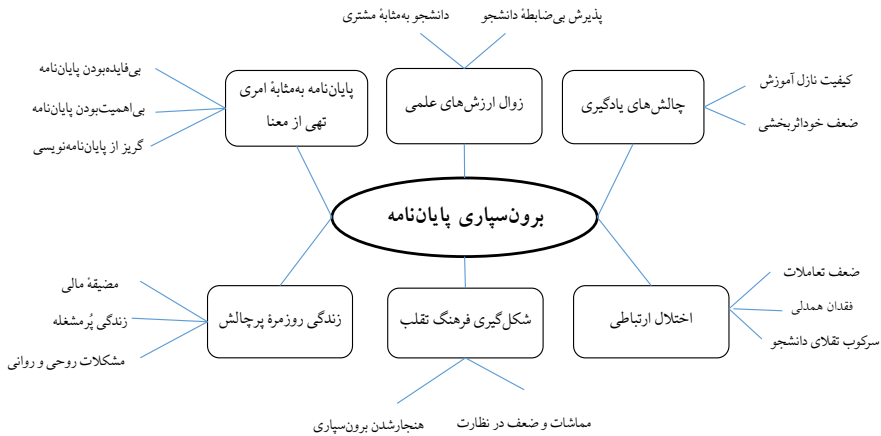 پذیرش بی‌ضابطهٔ دانشجو
دانشجو به‌مثابهٔ مشتری
کیفیت نازل آموزش
ضعف خوداثربخشی
چالش‌های یادگیری
زوال ارزش‌های علمی
پایان‌نامه به‌مثابهٔ امری
تهی از معنا
بی‌فایده‌بودن پایان‌نامه
بی‌اهمیت‌بودن پایان‌نامه
گریز از پایان‌نامه‌نویسی
برون‌سپاری پایان‌نامه
ضعف تعاملات
فقدان همدلی
سرکوب تقلای دانشجو
اختلال ارتباطی
شکل‌گیری فرهنگ تقلب
زندگی روزمرهٔ پرچالش
مضیقهٔ مالی
زندگی پُرمشغله
مشکلات روحی و روانی
مماشات و ضعف در نظارت
هنجارشدن برون‌سپاری